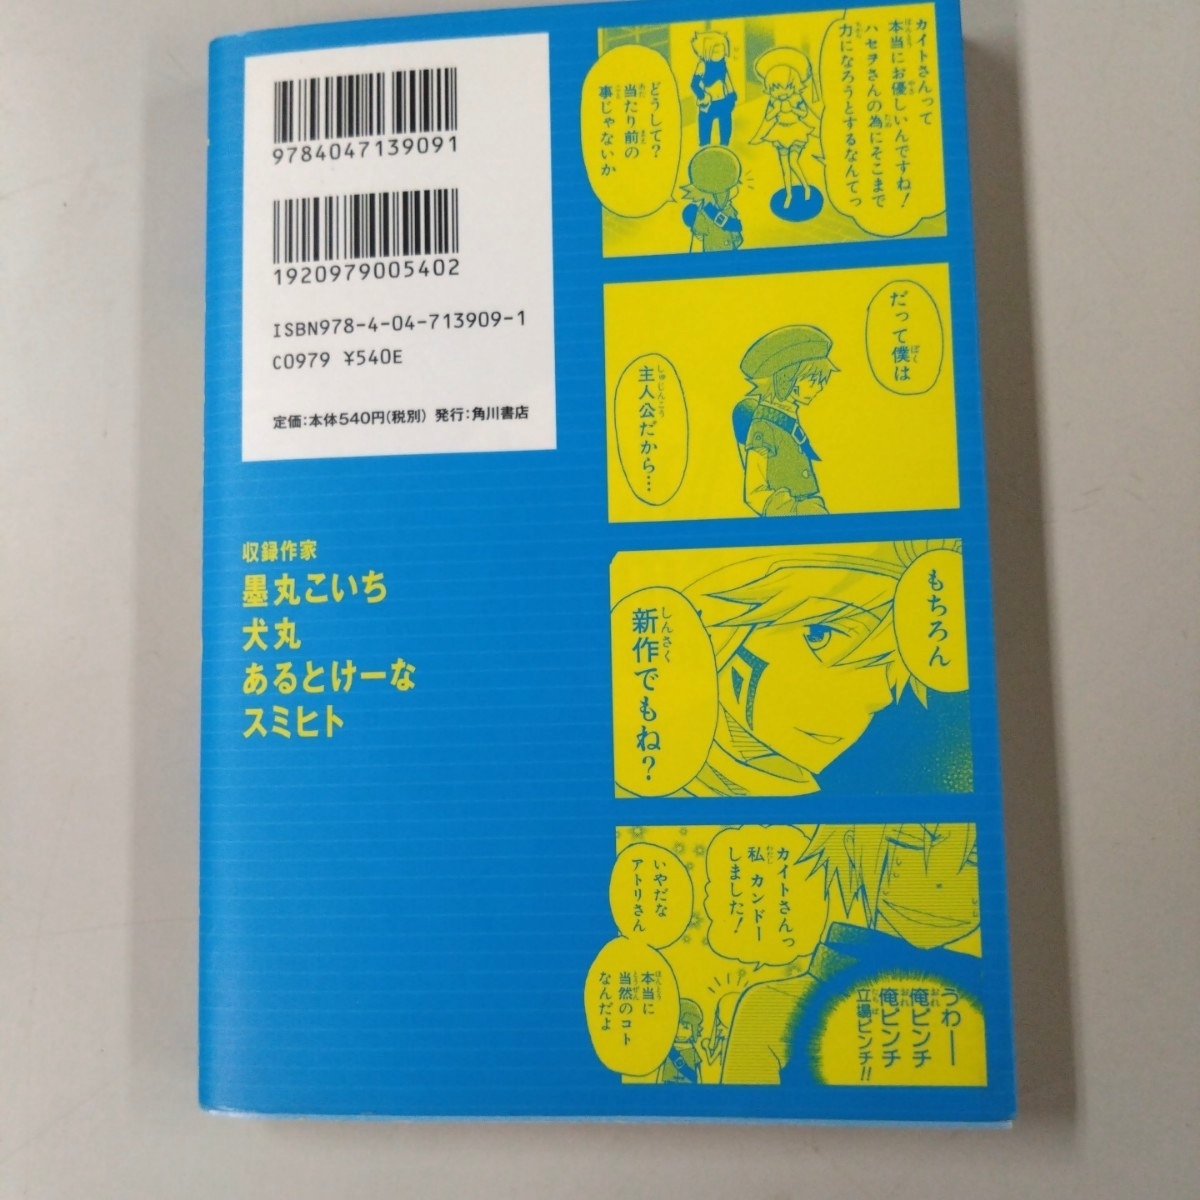 9784047139091
1920979005402
ISBN978-4-04-713909-1
C0979 ¥540E
定価：本体540円(税別) 発行：角川書店
収録作家
墨丸こいち
犬丸
あるとけーな
スミヒト
カイトさんって
本当にお優しいんですね！
ハセヲさんの為にそこまで
力になろうとするなんてっ
どうして？
当たり前の
事じゃないか
だって僕は
主人公だから…
もちろん
新作でもね？
カイトさんっ
私 カンドー
しました！
いやだな
アトリさん
本当に
当然のコト
なんだよ
うわーー
俺ピンチ
俺ピンチ
立場ピンチ!!